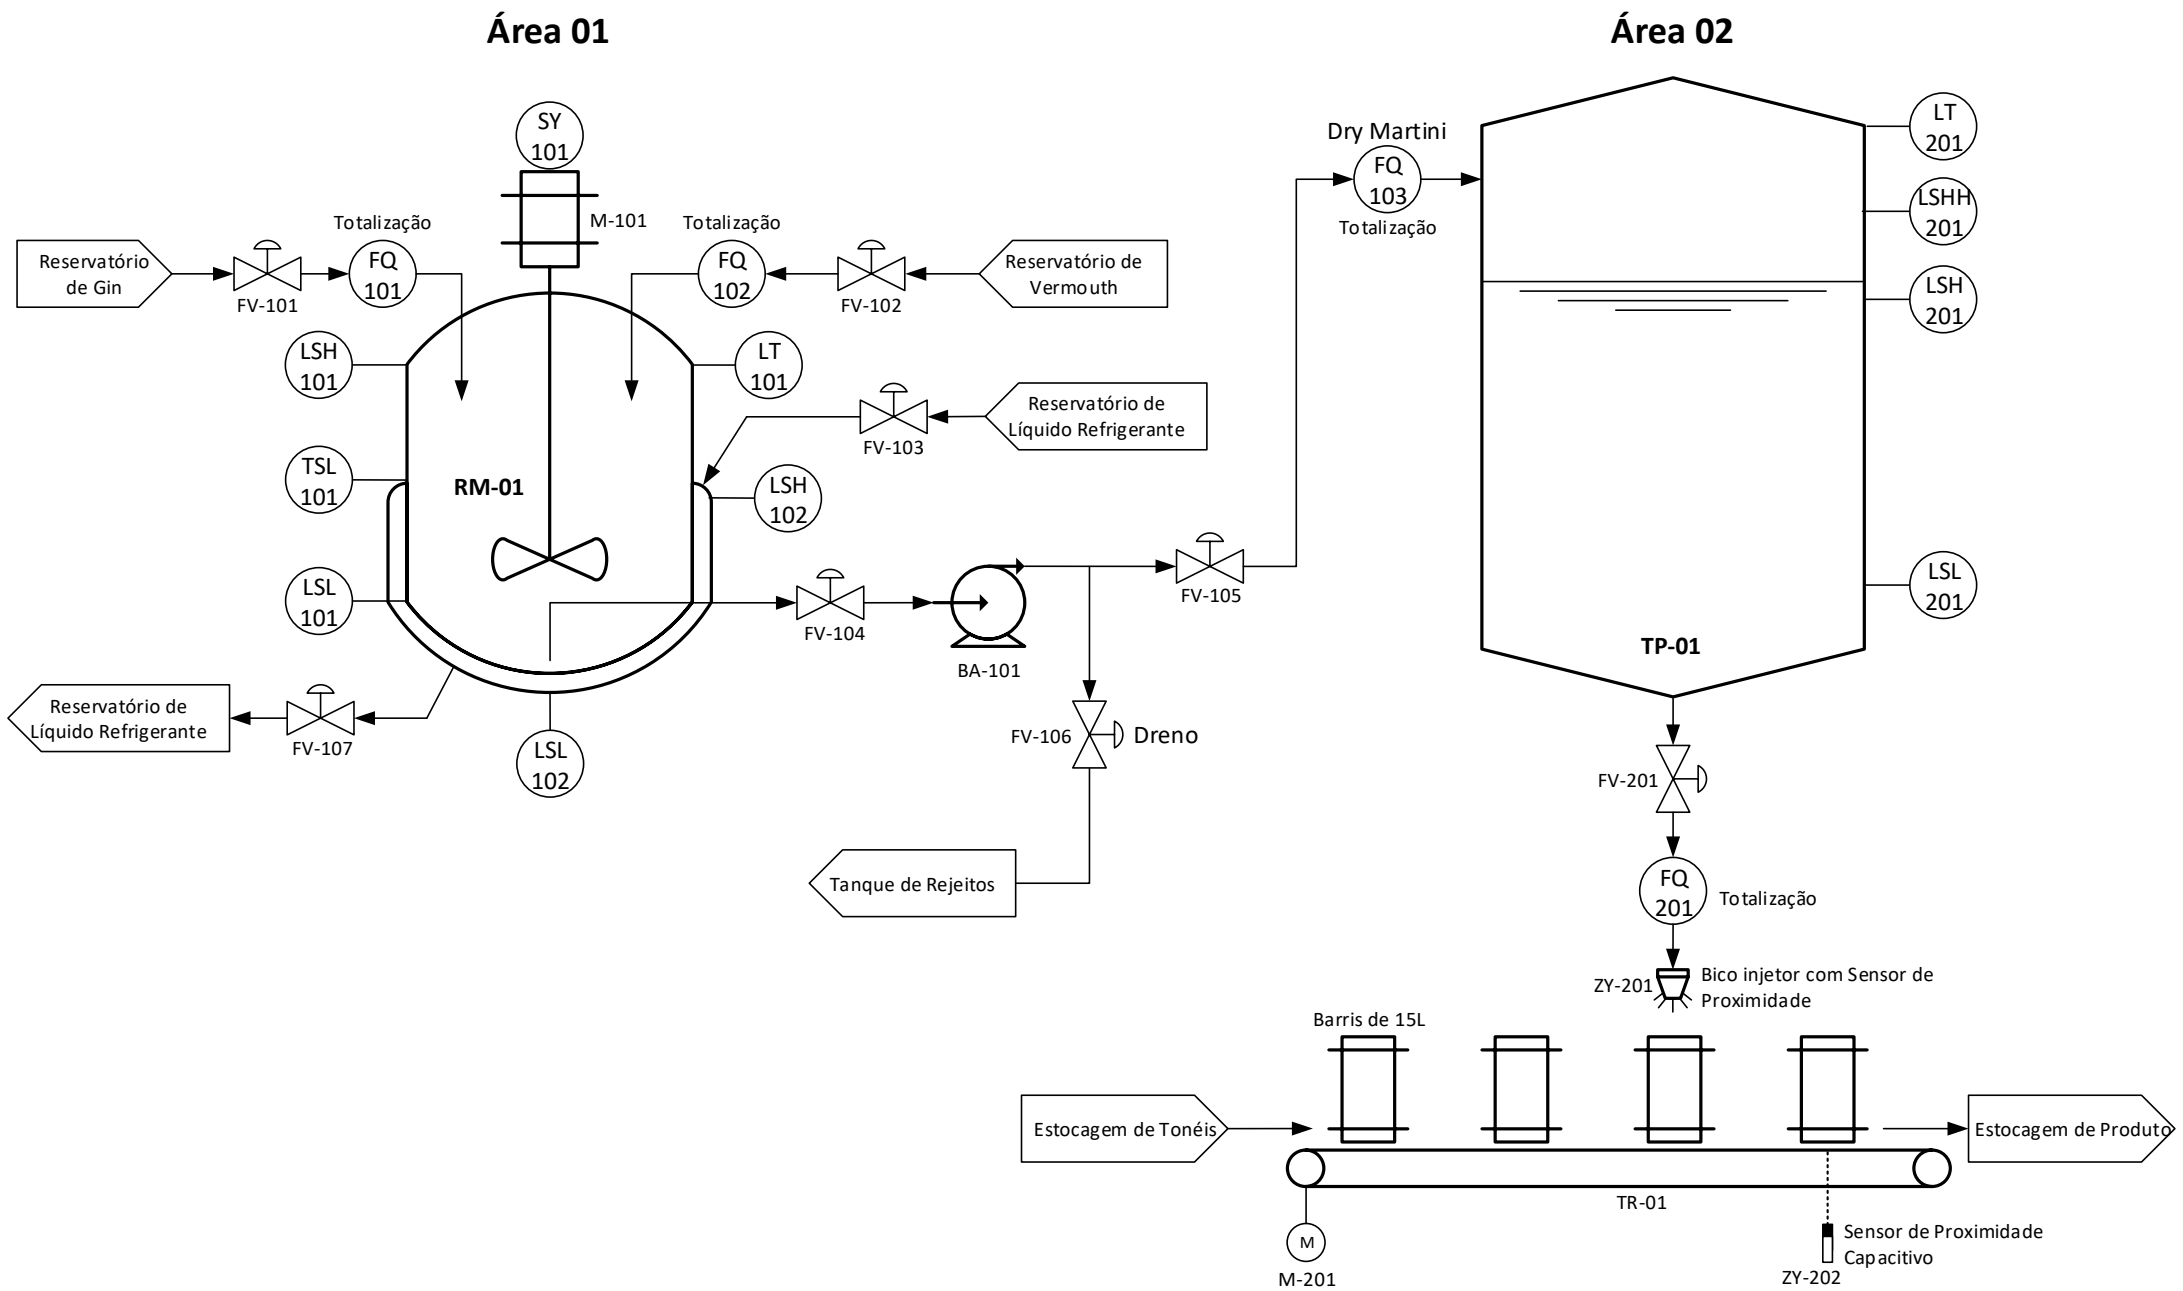 Área 01
Área 02
SY
101
M-101
Totalização
Totalização
Reservatório
de Gin
FV-101
FQ
101
FQ
102
FV-102
Reservatório de
Vermouth
LSH
101
LT
101
TSL
101
RM-01
FV-103
Reservatório de
Líquido Refrigerante
LSH
102
LSL
101
FV-104
BA-101
FV-105
Reservatório de
Líquido Refrigerante
FV-107
LSL
102
FV-106
Dreno
Tanque de Rejeitos
Dry Martini
FQ
103
Totalização
LT
201
LSHH
201
LSH
201
LSL
201
TP-01
FV-201
FQ
201
Totalização
ZY-201
Bico injetor com Sensor de
Proximidade
Barris de 15L
Estocagem de Tonéis
Estocagem de Produto
TR-01
M
M-201
Sensor de Proximidade
Capacitivo
ZY-202